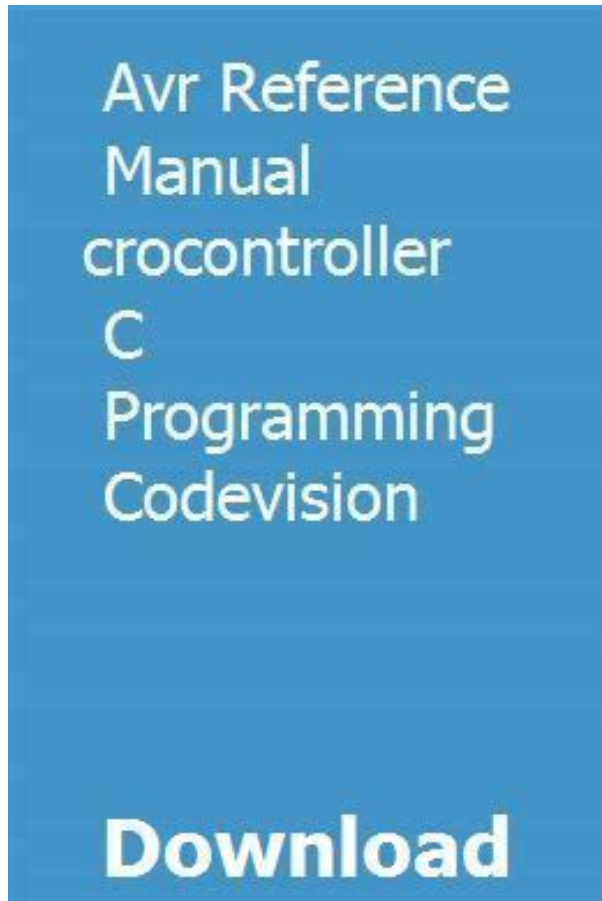 Avr Reference
Manual
crocontroller
C
Programming
Codevision
Download